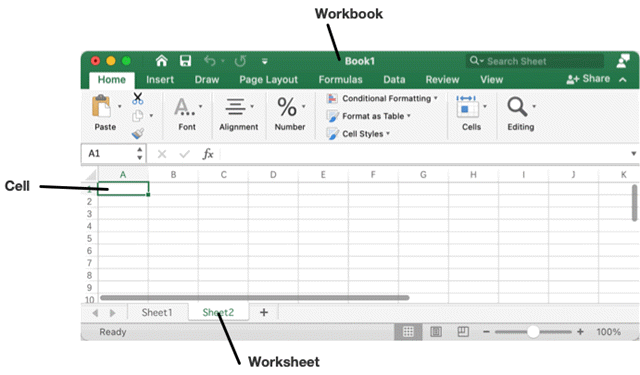 Workbook
Book1
Search Sheet
Home Insert Draw Page Layout Formulas Data Review View Share
Paste
A
Font
Alignment
%
Number
Conditional Formatting
Format as Table
Cell Styles
Cells
Editing
A1 fx
A B C D E F G H I J K
Cell
1
2
3
4
5
6
7
8
9
10
Sheet1 Sheet2 +
Ready − + 100%
Worksheet